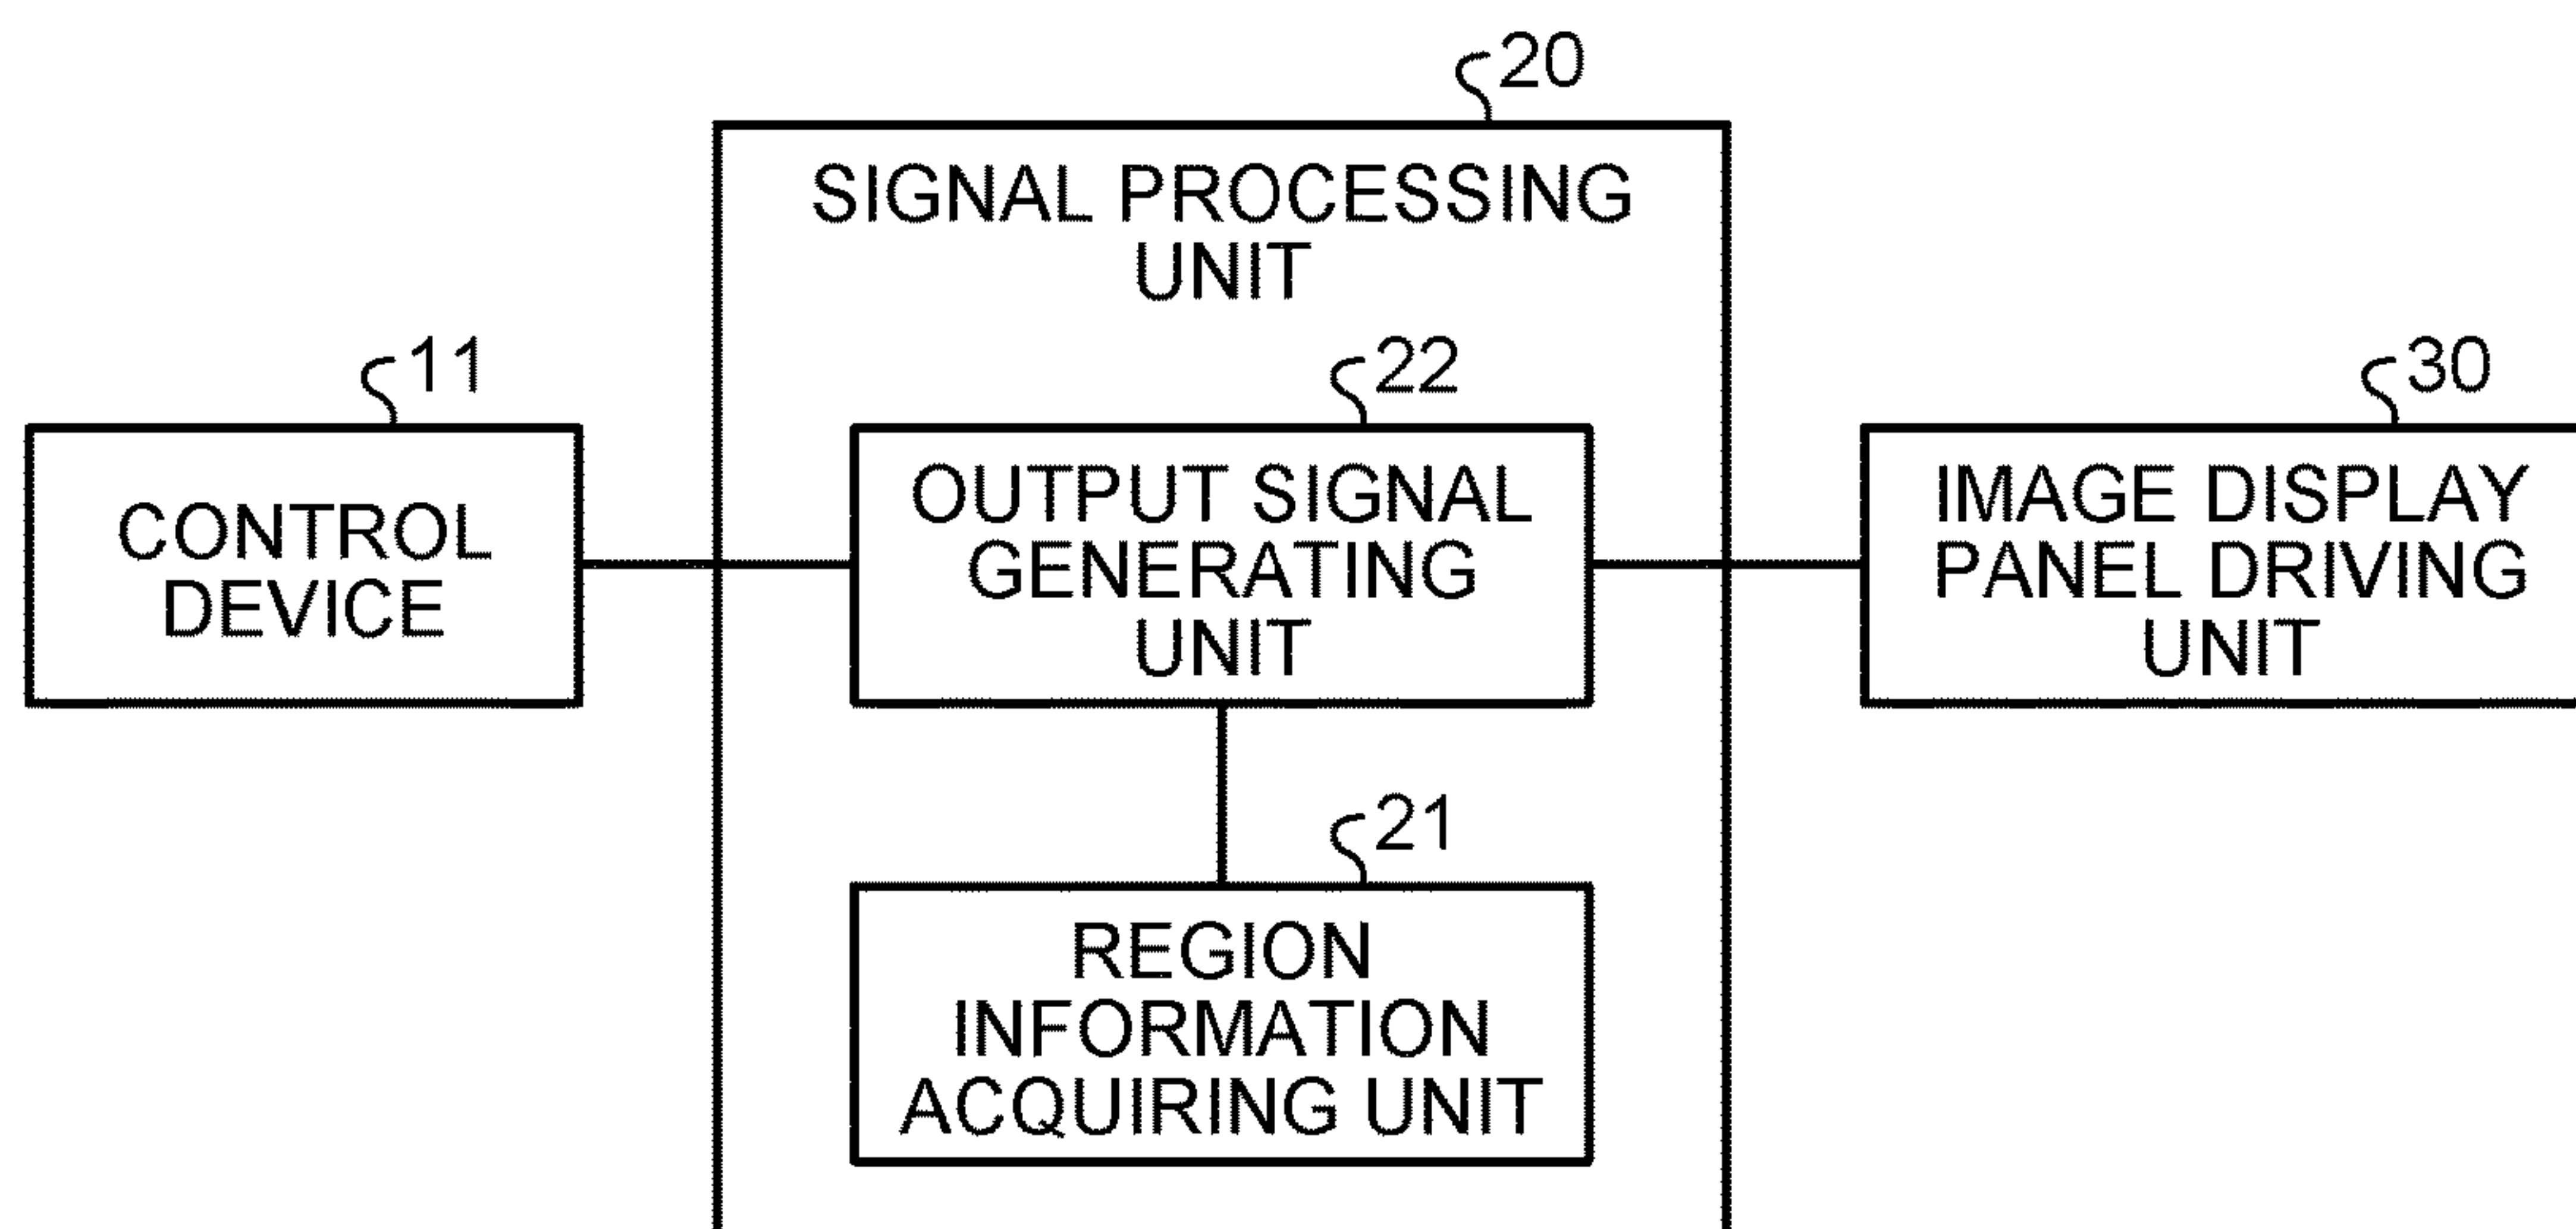 20
SIGNAL PROCESSING
UNIT
11
CONTROL
DEVICE
22
OUTPUT SIGNAL
GENERATING
UNIT
30
IMAGE DISPLAY
PANEL DRIVING
UNIT
21
REGION
INFORMATION
ACQUIRING UNIT